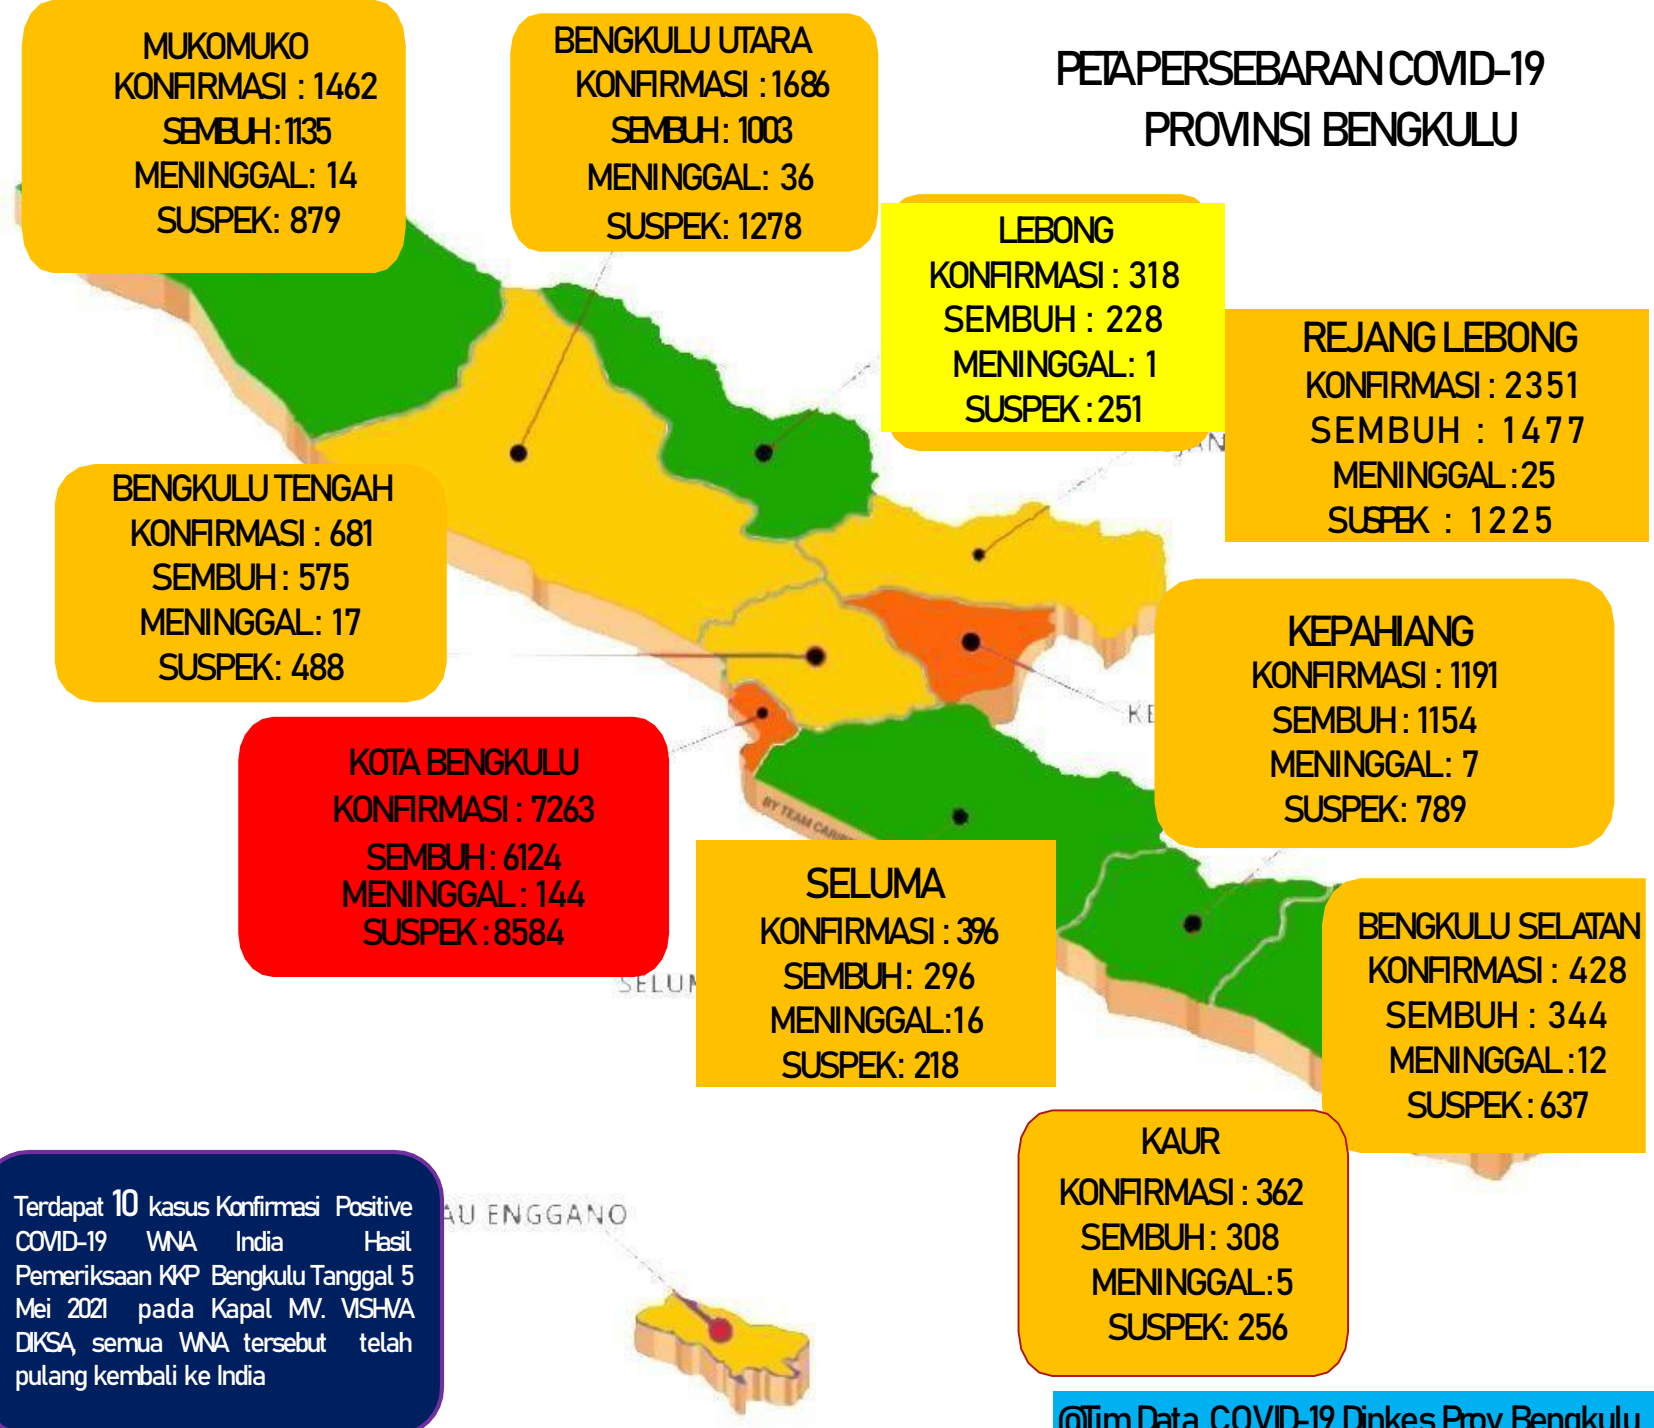 PETA PERSEBARAN COVID-19
PROVINSI BENGKULU
MUKOMUKO
KONFIRMASI : 1462
SEMBUH : 1135
MENINGGAL : 14
SUSPEK : 879
BENGKULU UTARA
KONFIRMASI : 1686
SEMBUH : 1003
MENINGGAL : 36
SUSPEK : 1278
LEBONG
KONFIRMASI : 318
SEMBUH : 228
MENINGGAL : 1
SUSPEK : 251
REJANG LEBONG
KONFIRMASI : 2351
SEMBUH : 1477
MENINGGAL : 25
SUSPEK : 1225
BENGKULU TENGAH
KONFIRMASI : 681
SEMBUH : 575
MENINGGAL : 17
SUSPEK : 488
KEPAHIANG
KONFIRMASI : 1191
SEMBUH : 1154
MENINGGAL : 7
SUSPEK : 789
KOTA BENGKULU
KONFIRMASI : 7263
SEMBUH : 6124
MENINGGAL : 144
SUSPEK : 8584
BY TEAM
SELUMA
KONFIRMASI : 396
SEMBUH : 296
MENINGGAL : 16
SUSPEK : 218
BENGKULU SELATAN
KONFIRMASI : 428
SEMBUH : 344
MENINGGAL : 12
SUSPEK : 637
KAUR
KONFIRMASI : 362
SEMBUH : 308
MENINGGAL : 5
SUSPEK : 256
Terdapat 10 kasus Konfirmasi Positive
COVID-19 WNA India Hasil
Pemeriksaan KKP Bengkulu Tanggal 5
Mei 2021 pada Kapal MV. VISHVA
DIKSA, semua WNA tersebut telah
pulang kembali ke India
AU ENGGANO
@Tim Data COVID-19 Dinkes Prov Bengkulu